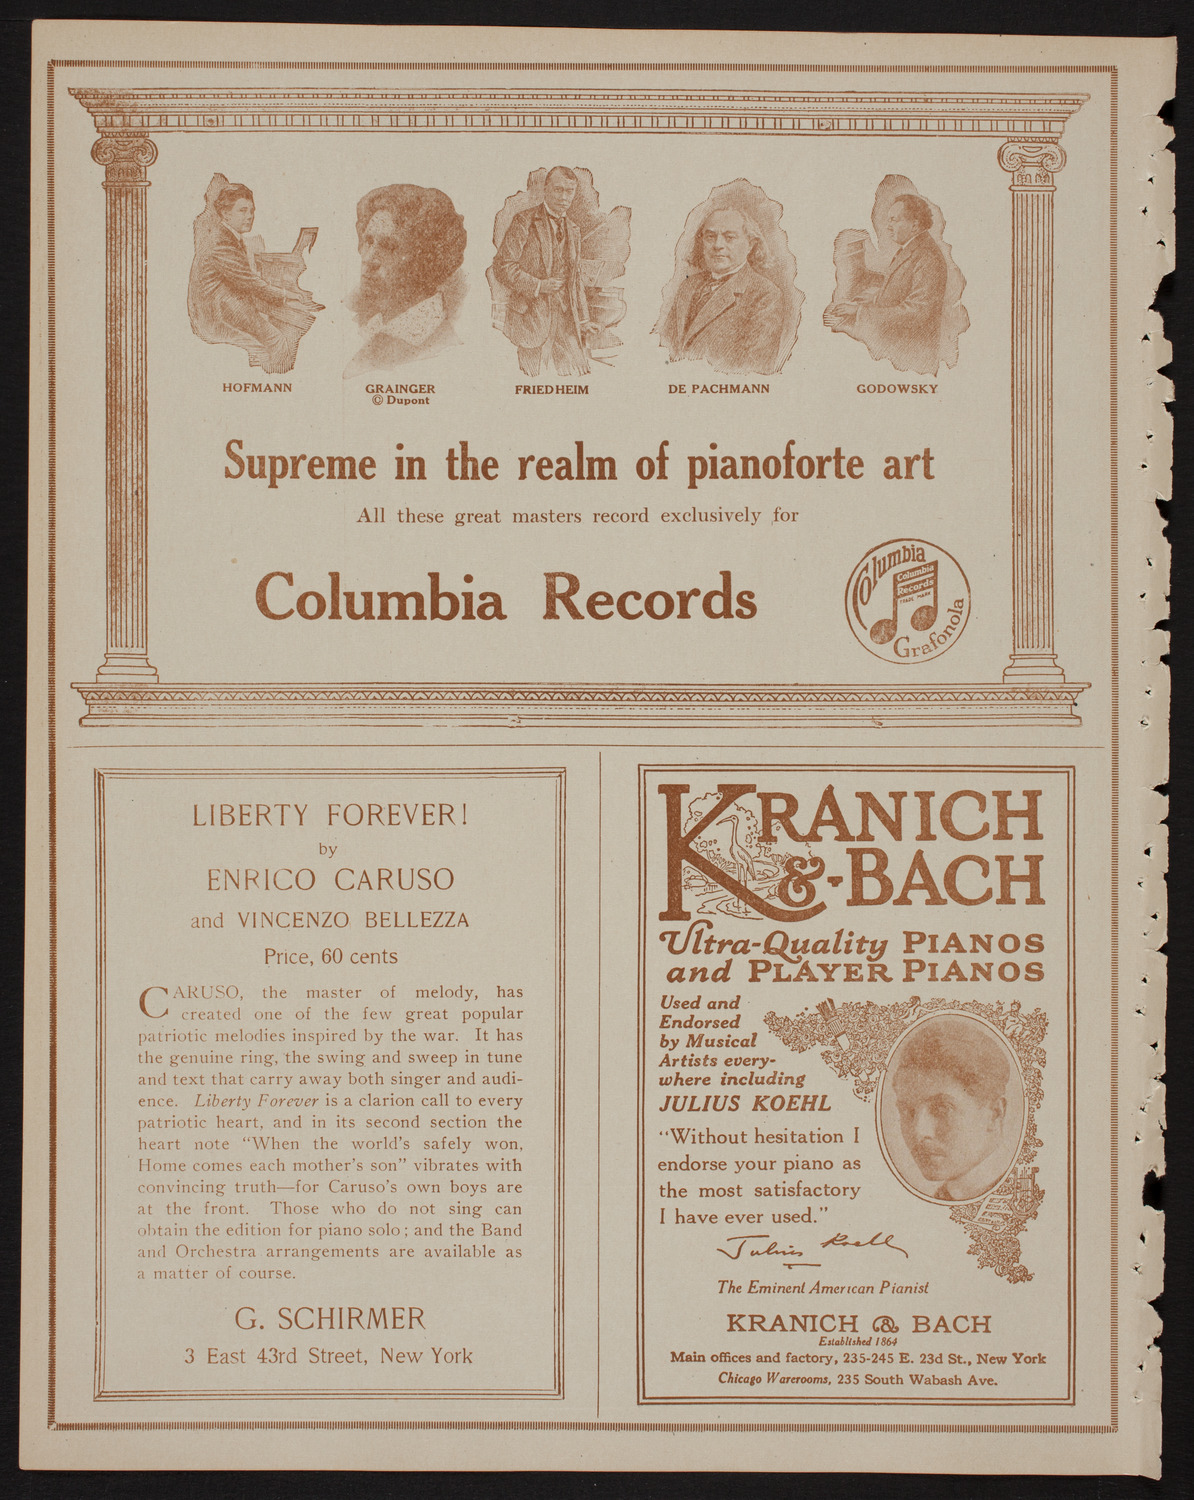 HOFMANN
GRAINGER
© Dupont
FRIEDHEIM
DE PACHMANN
GODOWSKY
Supreme in the realm of pianoforte art
All these great masters record exclusively for
Columbia Records
Columbia
Columbia
Records
TRADE MARK
Grafonola
LIBERTY FOREVER!
by
ENRICO CARUSO
and VINCENZO BELLEZZA
Price, 60 cents
CARUSO, the master of melody, has
created one of the few great popular
patriotic melodies inspired by the war. It has
the genuine ring, the swing and sweep in tune
and text that carry away both singer and audi-
ence. Liberty Forever is a clarion call to every
patriotic heart, and in its second section the
heart note "When the world's safely won,
Home comes each mother's son" vibrates with
convincing truth—for Caruso's own boys are
at the front. Those who do not sing can
obtain the edition for piano solo; and the Band
and Orchestra arrangements are available as
a matter of course.
G. SCHIRMER
3 East 43rd Street, New York
KRANICH
&-BACH
Ultra-Quality PIANOS
and PLAYER PIANOS
Used and
Endorsed
by Musical
Artists every-
where including
JULIUS KOEHL
"Without hesitation I
endorse your piano as
the most satisfactory
I have ever used."
Julius Koehl
The Eminent American Pianist
KRANICH & BACH
Established 1864
Main offices and factory, 235-245 E. 23d St., New York
Chicago Warerooms, 235 South Wabash Ave.